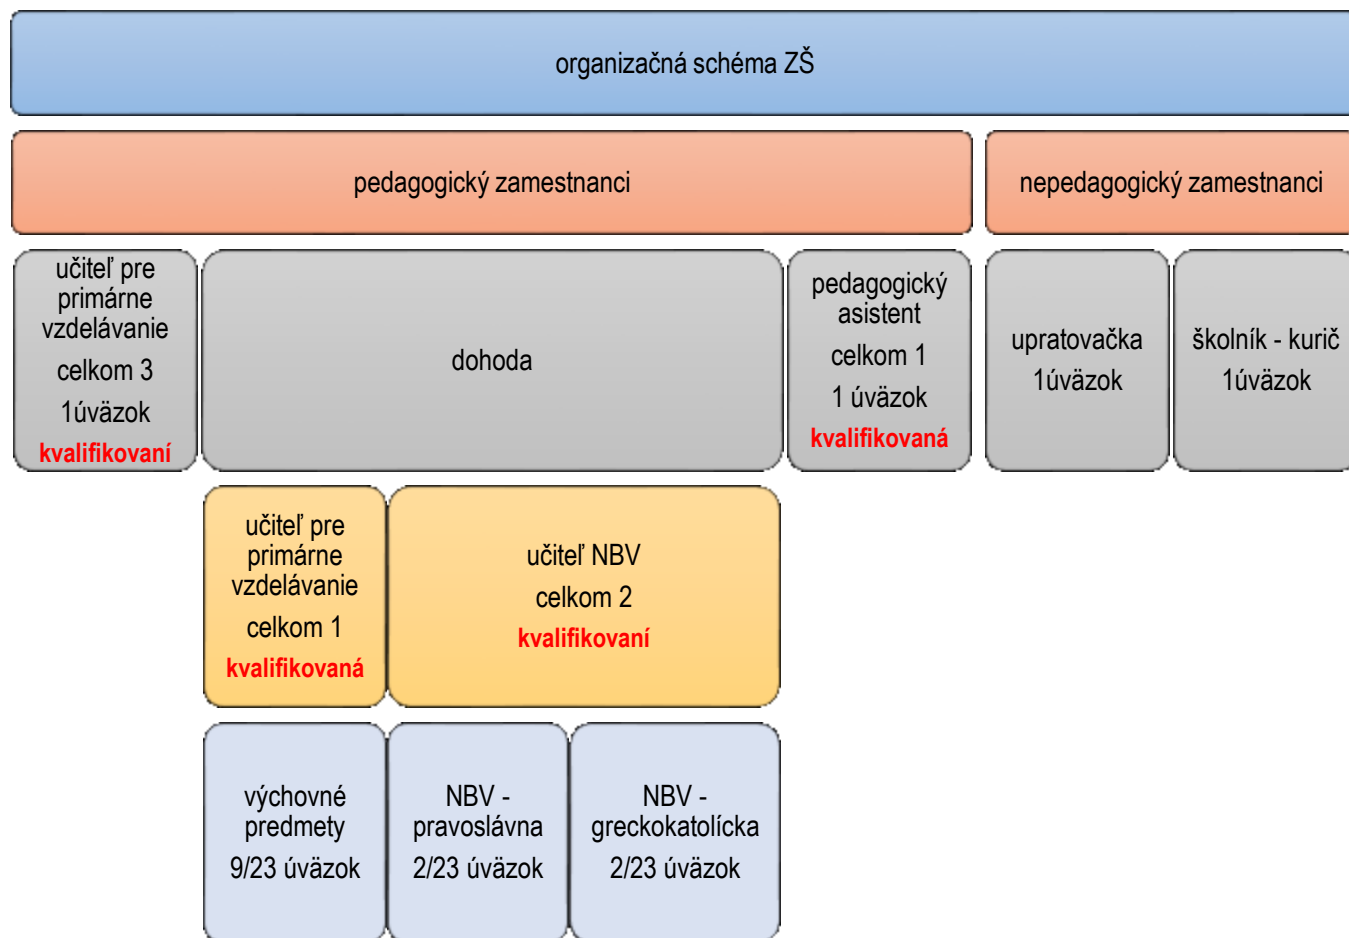 organizačná schéma ZŠ
pedagogický zamestnanci
nepedagogický zamestnanci
učiteľ pre
primárne
vzdelávanie
celkom 3
1úväzok
kvalifikovaní
dohoda
pedagogický
asistent
celkom 1
1 úväzok
kvalifikovaná
upratovačka
1úväzok
školník - kurič
1úväzok
učiteľ pre
primárne
vzdelávanie
celkom 1
kvalifikovaná
učiteľ NBV
celkom 2
kvalifikovaní
výchovné
predmety
9/23 úväzok
NBV -
pravoslávna
2/23 úväzok
NBV -
greckokatolícka
2/23 úväzok